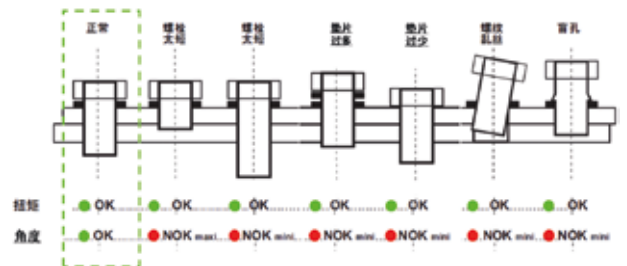 正常 螺栓太短 螺栓太短 垫片过多 垫片过少 螺纹乱丝 盲孔
扭矩 OK OK OK OK OK OK OK
角度 OK NOK maxi. NOK mini. NOK mini. NOK mini NOK mini. NOK mini